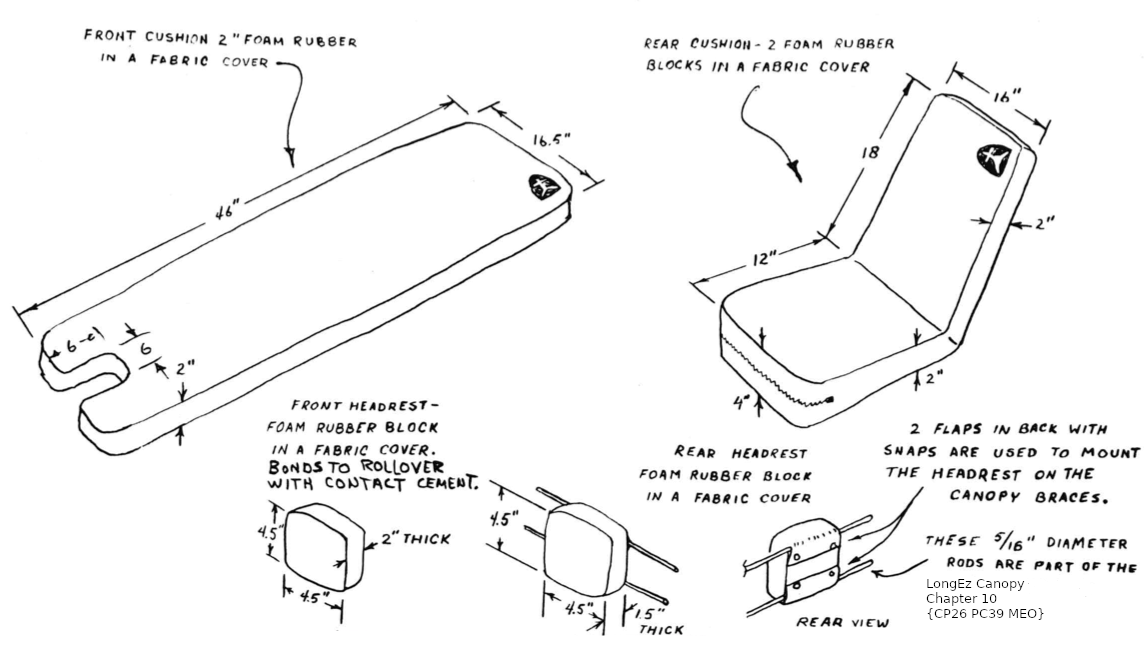 FRONT CUSHION 2" FOAM RUBBER
IN A FABRIC COVER
46"
16.5"
6
6
2"
REAR CUSHION - 2 FOAM RUBBER
BLOCKS IN A FABRIC COVER
16"
18
2"
12"
2"
4"
FRONT HEADREST-
FOAM RUBBER BLOCK
IN A FABRIC COVER.
BONDS TO ROLLOVER
WITH CONTACT CEMENT.
4.5"
2" THICK
4.5"
REAR HEADREST
FOAM RUBBER BLOCK
IN A FABRIC COVER
4.5"
4.5"
1.5"
THICK
2 FLAPS IN BACK WITH
SNAPS ARE USED TO MOUNT
THE HEADREST ON THE
CANOPY BRACES.
THESE 5/16" DIAMETER
RODS ARE PART OF THE
LongEz Canopy
Chapter 10
{CP26 PC39 MEO}
REAR VIEW